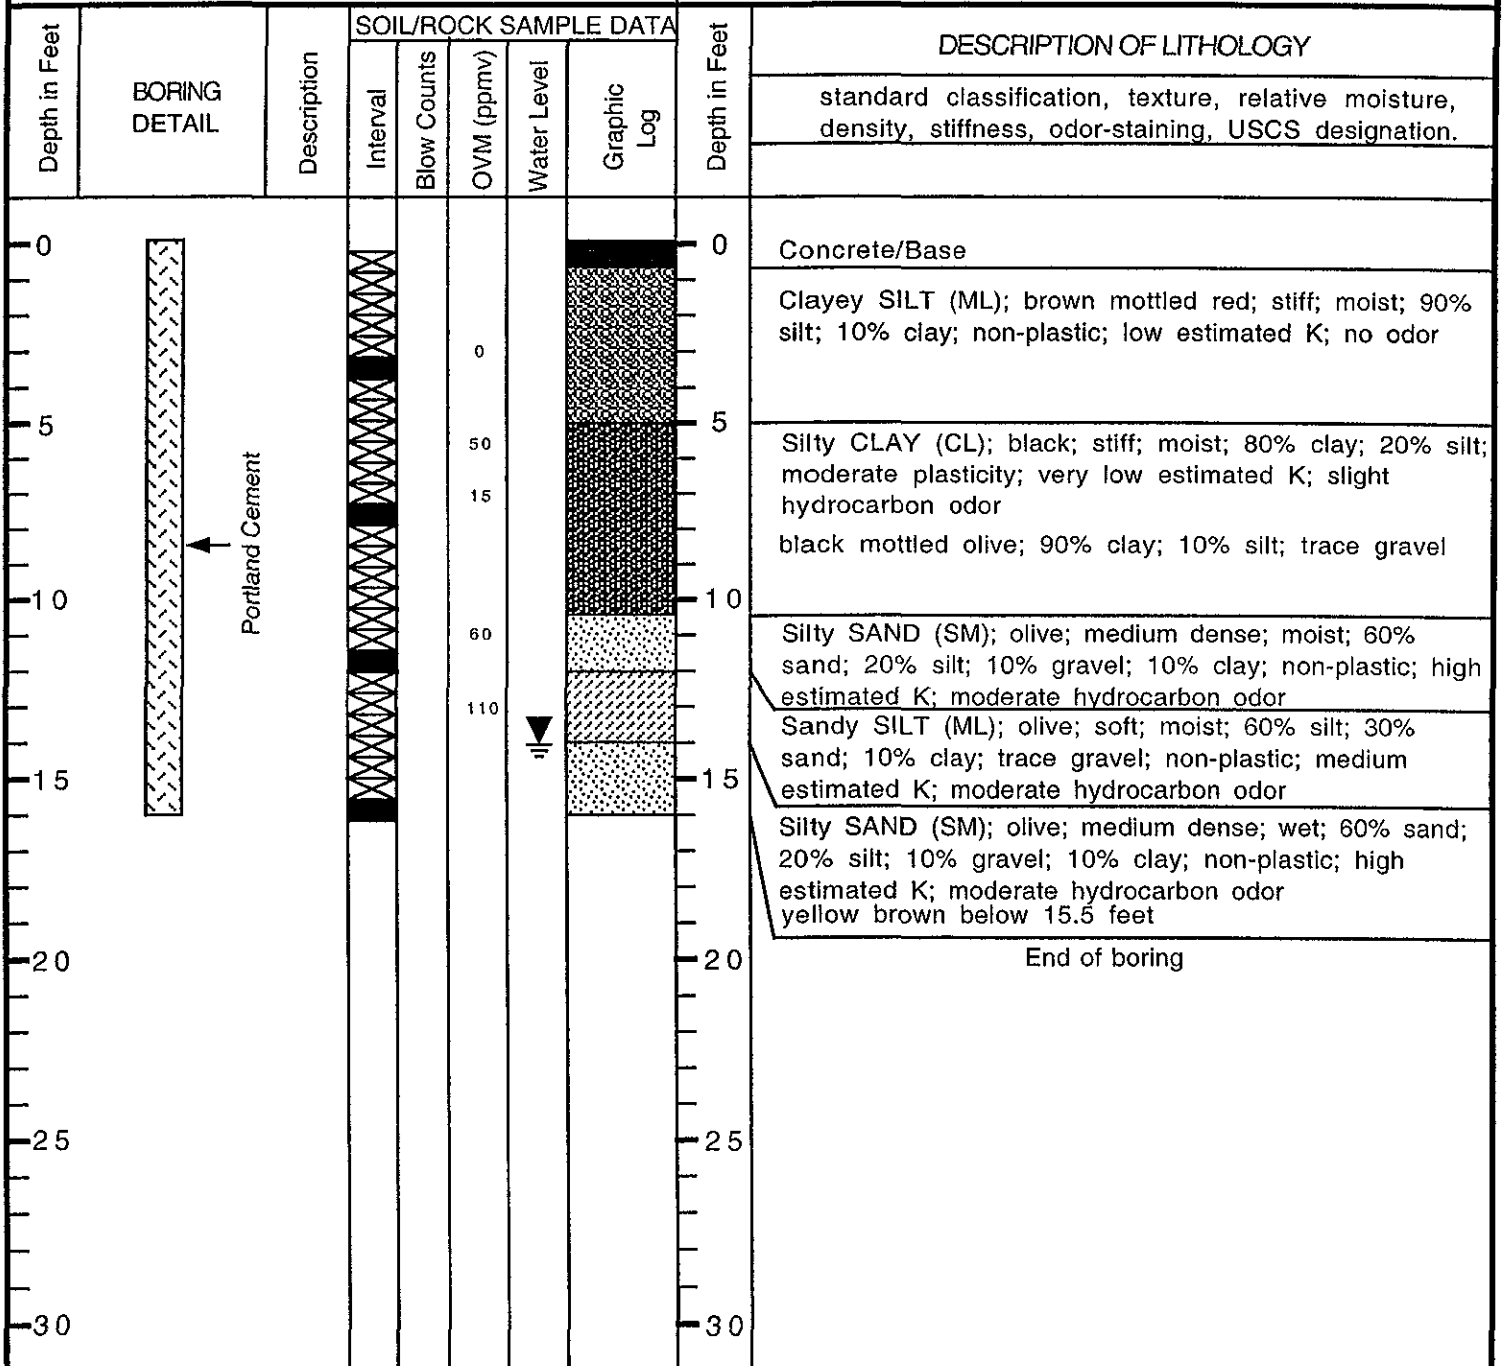 Depth in Feet
BORING
DETAIL
Description
SOIL/ROCK SAMPLE DATA
Interval
Blow Counts
OVM (ppmv)
Water Level
Graphic
Log
Depth in Feet
DESCRIPTION OF LITHOLOGY
standard classification, texture, relative moisture,
density, stiffness, odor-staining, USCS designation.
0
0
Concrete/Base
Clayey SILT (ML); brown mottled red; stiff; moist; 90%
silt; 10% clay; non-plastic; low estimated K; no odor
0
5
5
Silty CLAY (CL); black; stiff; moist; 80% clay; 20% silt;
moderate plasticity; very low estimated K; slight
hydrocarbon odor
50
15
Portland Cement
black mottled olive; 90% clay; 10% silt; trace gravel
10
10
Silty SAND (SM); olive; medium dense; moist; 60%
sand; 20% silt; 10% gravel; 10% clay; non-plastic; high
estimated K; moderate hydrocarbon odor
60
110
Sandy SILT (ML); olive; soft; moist; 60% silt; 30%
sand; 10% clay; trace gravel; non-plastic; medium
estimated K; moderate hydrocarbon odor
15
15
Silty SAND (SM); olive; medium dense; wet; 60% sand;
20% silt; 10% gravel; 10% clay; non-plastic; high
estimated K; moderate hydrocarbon odor
yellow brown below 15.5 feet
20
20
End of boring
25
25
30
30